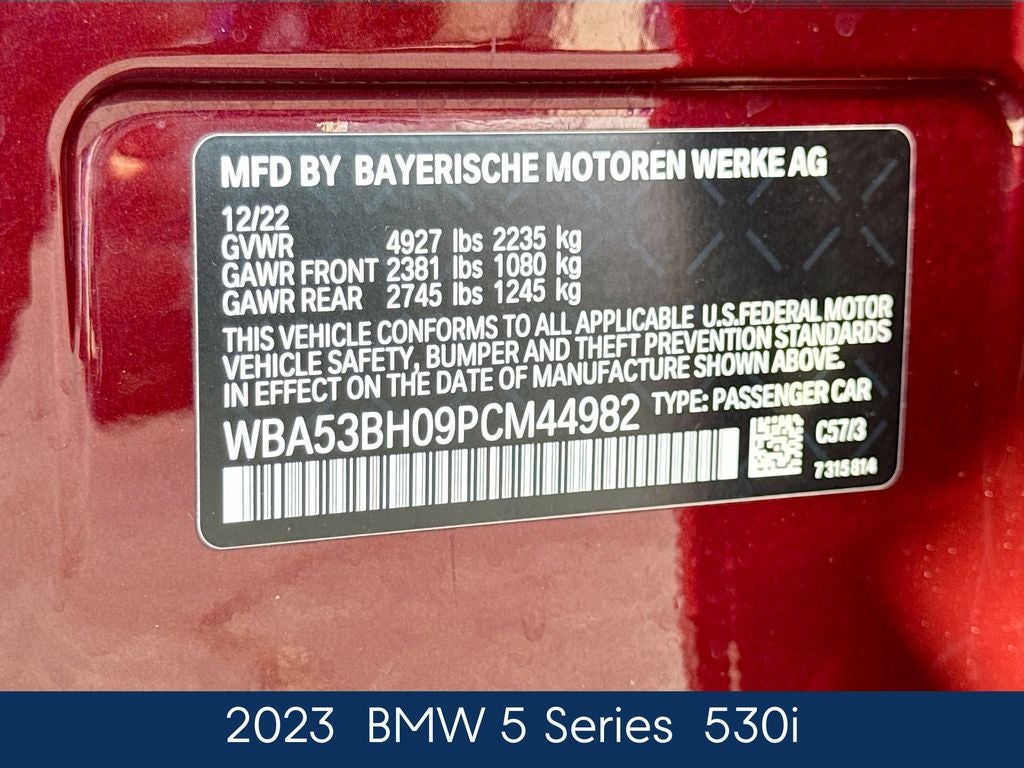 MFD BY BAYERISCHE MOTOREN WERKE AG
12/22
GVWR 4927 lbs 2235 kg
GAWR FRONT 2381 lbs 1080 kg
GAWR REAR 2745 lbs 1245 kg
THIS VEHICLE CONFORMS TO ALL APPLICABLE U.S.FEDERAL MOTOR
VEHICLE SAFETY, BUMPER AND THEFT PREVENTION STANDARDS
IN EFFECT ON THE DATE OF MANUFACTURE SHOWN ABOVE.
WBA53BH09PCM44982 TYPE: PASSENGER CAR
C57/3
7315814
2023 BMW 5 Series 530i